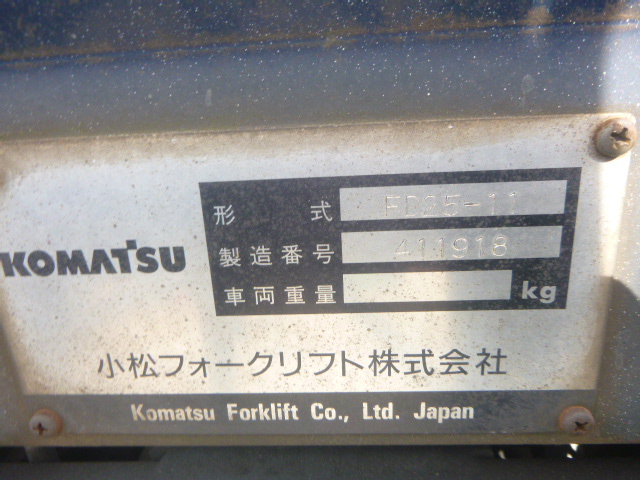 KOMATSU
形 式 FD25-11
製造番号 411918
車両重量 kg
小松フォークリフト株式会社
Komatsu Forklift Co., Ltd. Japan